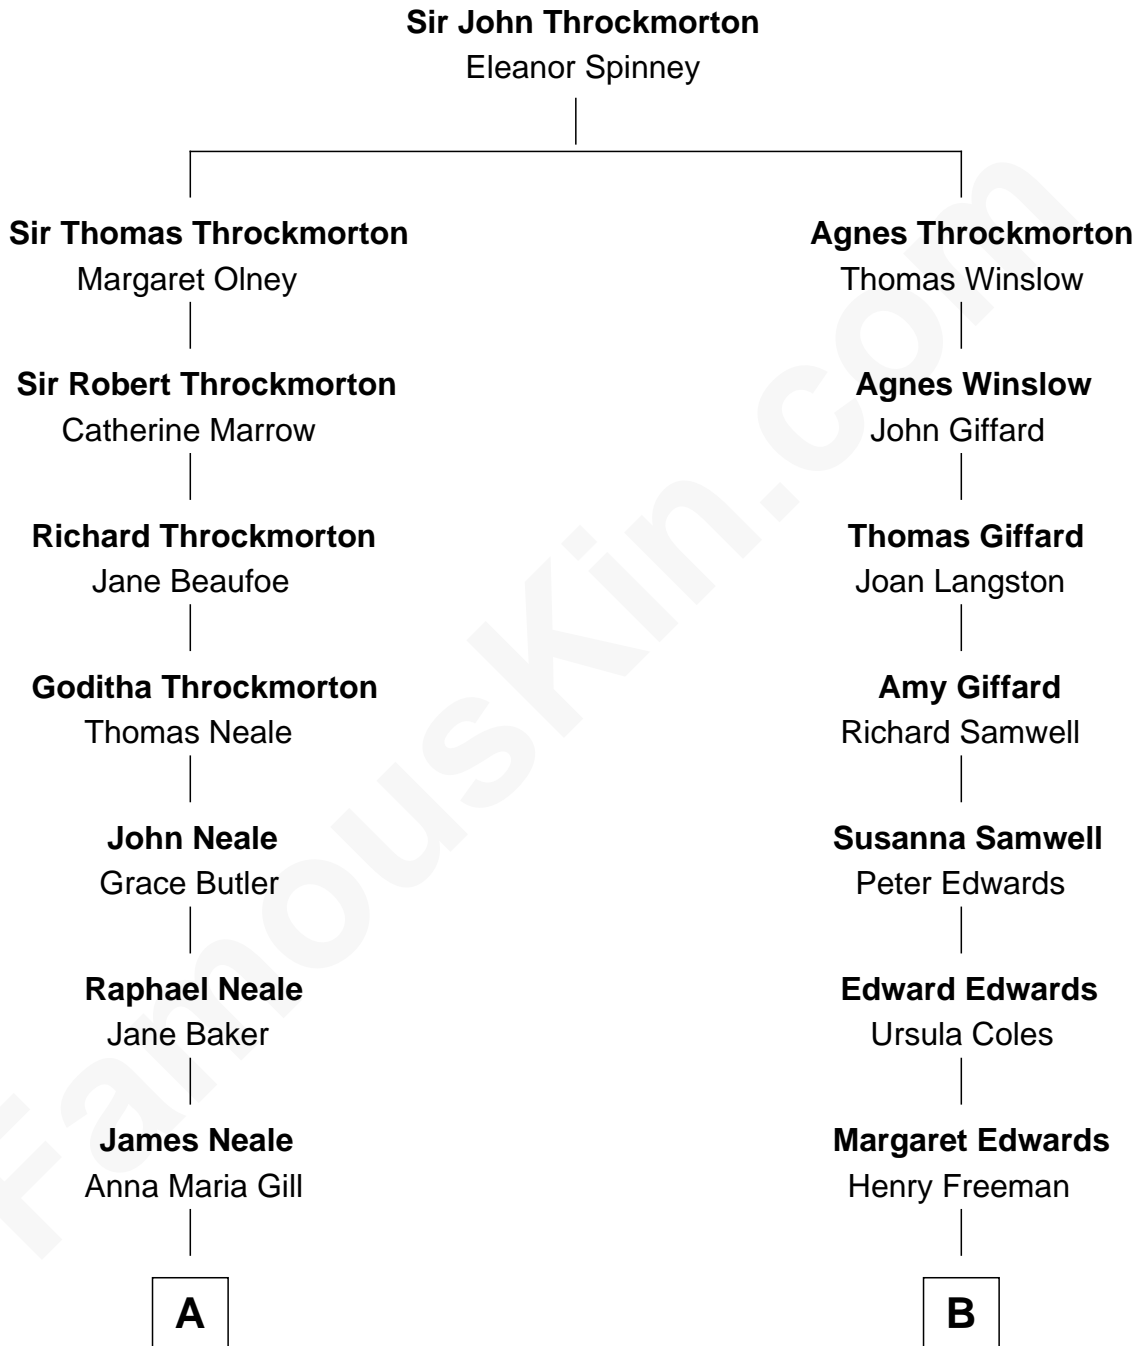 Sir John Throckmorton
Eleanor Spinney
Sir Thomas Throckmorton
Margaret Olney
Sir Robert Throckmorton
Catherine Marrow
Richard Throckmorton
Jane Beaufoe
Goditha Throckmorton
Thomas Neale
John Neale
Grace Butler
Raphael Neale
Jane Baker
James Neale
Anna Maria Gill
A
Agnes Throckmorton
Thomas Winslow
Agnes Winslow
John Giffard
Thomas Giffard
Joan Langston
Amy Giffard
Richard Samwell
Susanna Samwell
Peter Edwards
Edward Edwards
Ursula Coles
Margaret Edwards
Henry Freeman
B
FamousKin.com